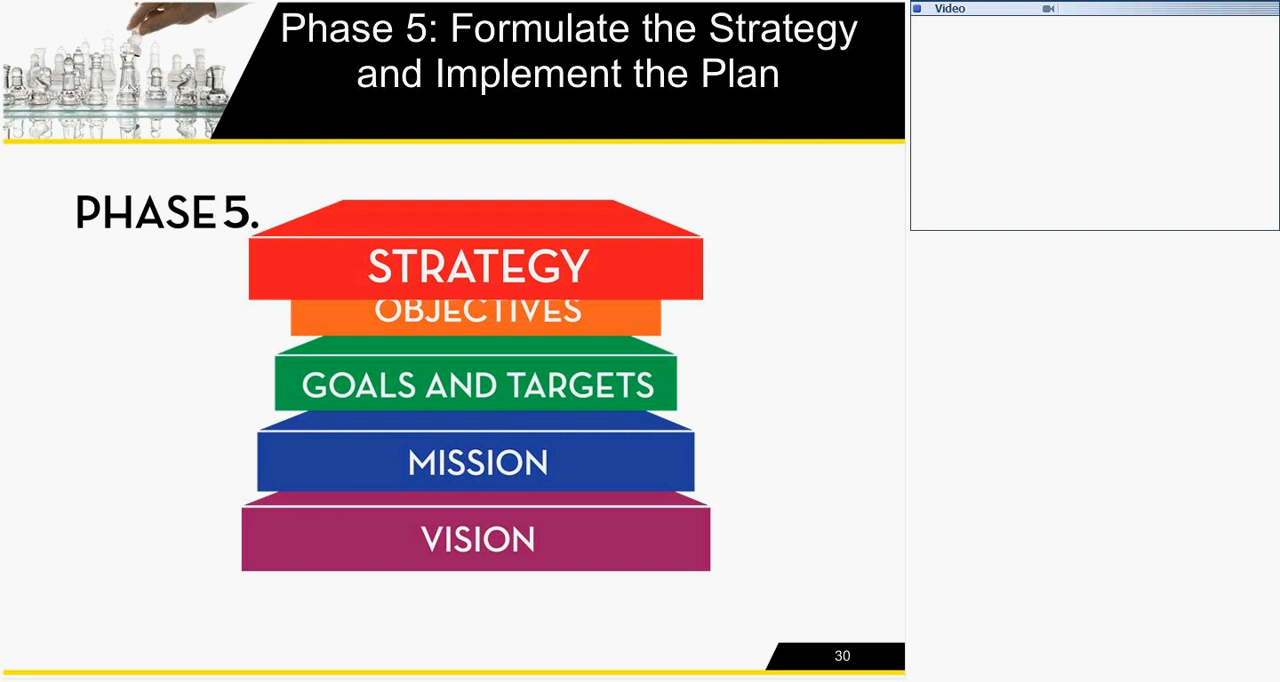 Phase 5: Formulate the Strategy
and Implement the Plan
Video
PHASE 5.
STRATEGY
OBJECTIVES
GOALS AND TARGETS
MISSION
VISION
30